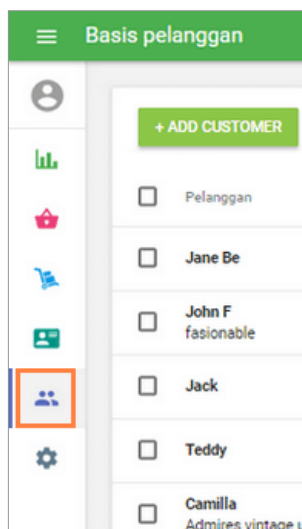 Basis pelanggan
+ ADD CUSTOMER
Pelanggan
Jane Be
John F
fasionable
Jack
Teddy
Camilla
Admires vintage